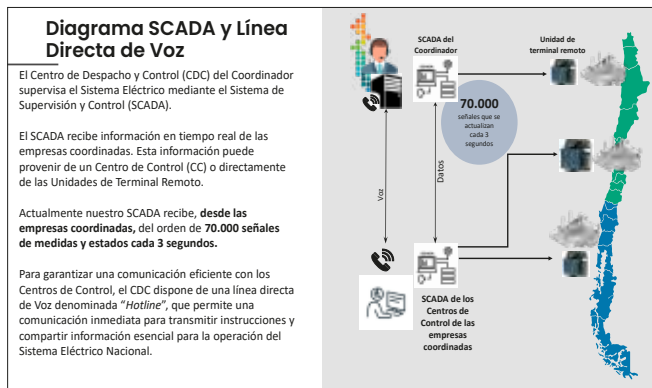 Diagrama SCADA y Línea
Directa de Voz
El Centro de Despacho y Control (CDC) del Coordinador
supervisa el Sistema Eléctrico mediante el Sistema de
Supervisión y Control (SCADA).
El SCADA recibe información en tiempo real de las
empresas coordinadas. Esta información puede
provenir de un Centro de Control (CC) o directamente
de las Unidades de Terminal Remoto.
Actualmente nuestro SCADA recibe, desde las
empresas coordinadas, del orden de 70.000 señales
de medidas y estados cada 3 segundos.
Para garantizar una comunicación eficiente con los
Centros de Control, el CDC dispone de una línea directa
de Voz denominada “Hotline”, que permite una
comunicación inmediata para transmitir instrucciones y
compartir información esencial para la operación del
Sistema Eléctrico Nacional.
SCADA del
Coordinador
Unidad de
terminal remoto
70.000
señales que se
actualizan
cada 3
segundos
Voz
Datos
SCADA de los
Centros de
Control de las
empresas
coordinadas